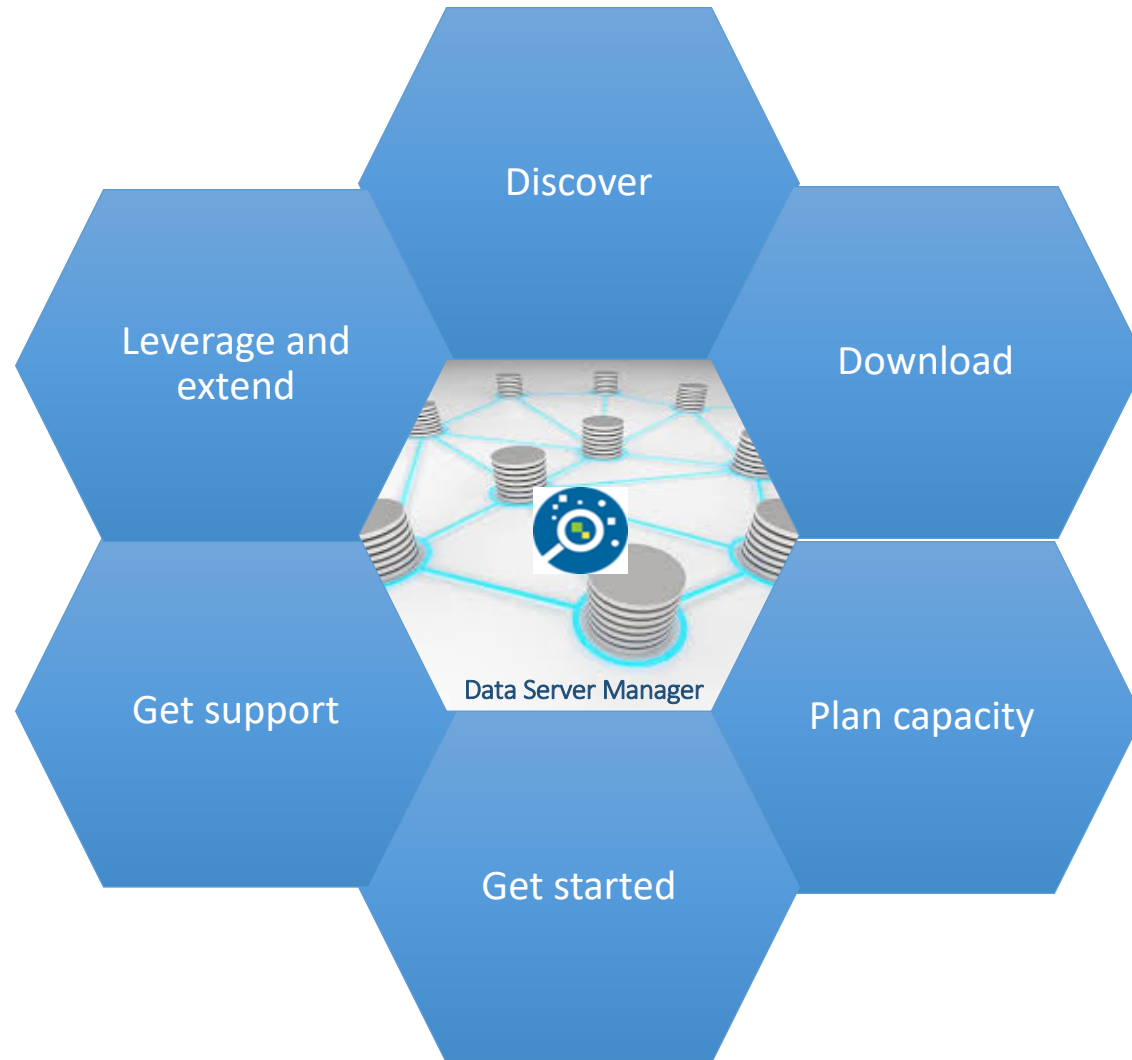 Discover
Leverage and
extend
Download
Data Server Manager
Get support
Plan capacity
Get started